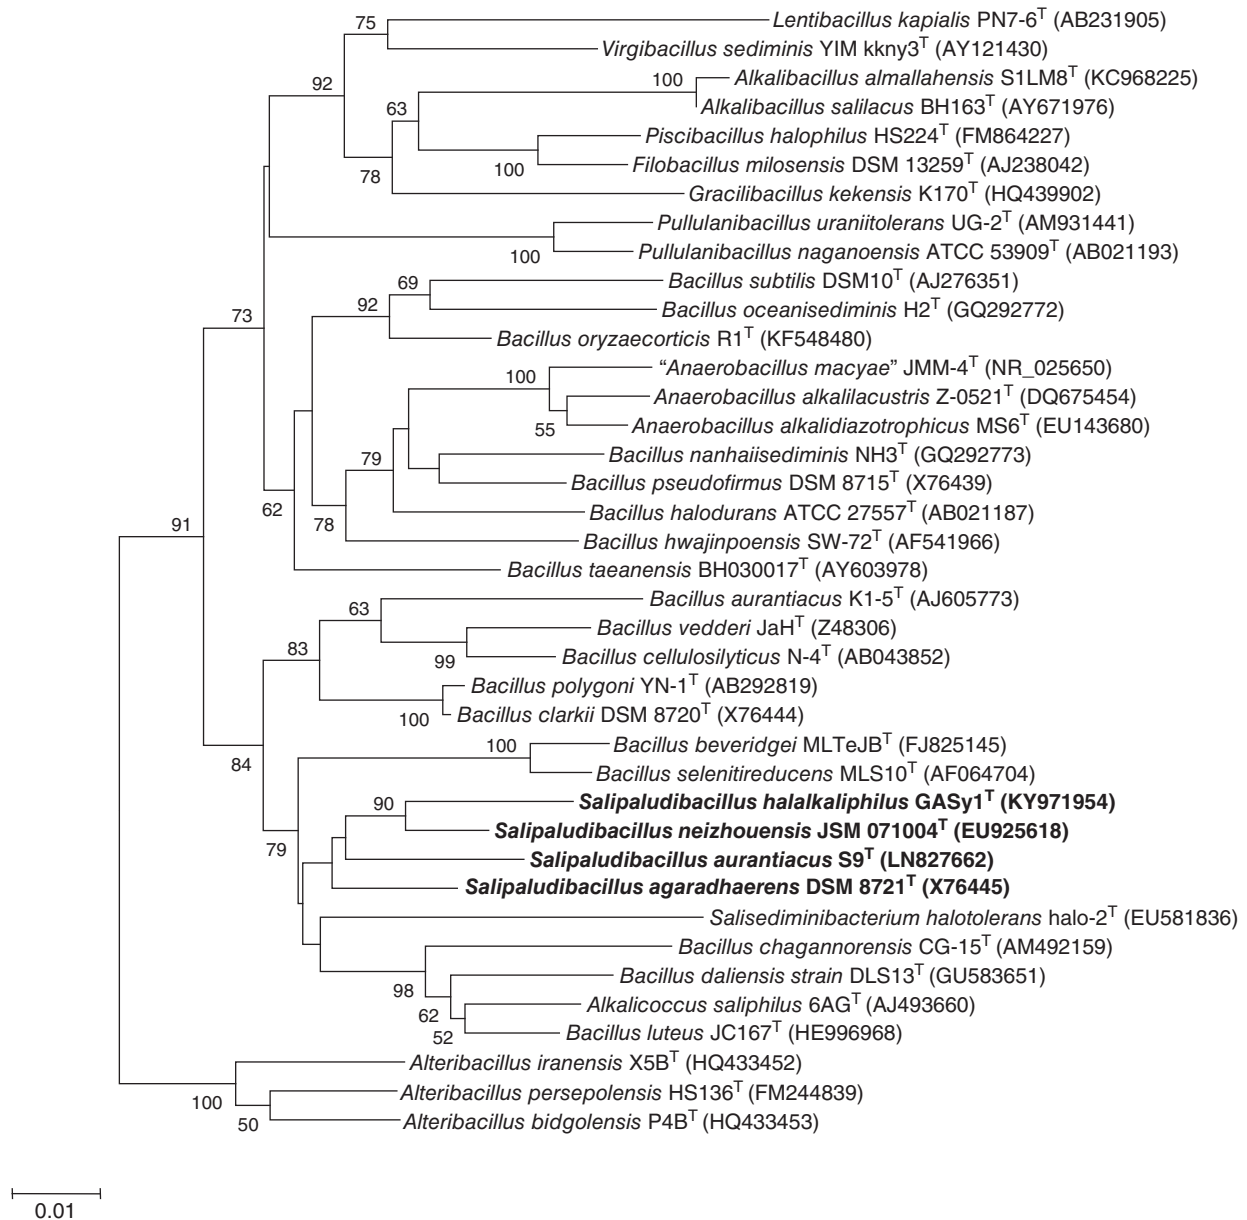 75
Lentibacillus kapialis PN7-6ᵀ (AB231905)
Virgibacillus sediminis YIM kkny3ᵀ (AY121430)
92
100
Alkalibacillus almallahensis S1LM8ᵀ (KC968225)
Alkalibacillus salilacus BH163ᵀ (AY671976)
63
Piscibacillus halophilus HS224ᵀ (FM864227)
Filobacillus milosensis DSM 13259ᵀ (AJ238042)
100
78
Gracilibacillus kekensis K170ᵀ (HQ439902)
Pullulanibacillus uraniitolerans UG-2ᵀ (AM931441)
Pullulanibacillus naganoensis ATCC 53909ᵀ (AB021193)
100
69
Bacillus subtilis DSM10ᵀ (AJ276351)
92
Bacillus oceanisediminis H2ᵀ (GQ292772)
73
Bacillus oryzaecorticis R1ᵀ (KF548480)
100
“Anaerobacillus macyae” JMM-4ᵀ (NR_025650)
Anaerobacillus alkalilacustris Z-0521ᵀ (DQ675454)
Anaerobacillus alkalidiazotrophicus MS6ᵀ (EU143680)
55
79
Bacillus nanhaiisediminis NH3ᵀ (GQ292773)
Bacillus pseudofirmus DSM 8715ᵀ (X76439)
62
78
Bacillus halodurans ATCC 27557ᵀ (AB021187)
91
Bacillus hwajinpoensis SW-72ᵀ (AF541966)
Bacillus taeanensis BH030017ᵀ (AY603978)
63
Bacillus aurantiacus K1-5ᵀ (AJ605773)
Bacillus vedderi JaHᵀ (Z48306)
83
99
Bacillus cellulosilyticus N-4ᵀ (AB043852)
Bacillus polygoni YN-1ᵀ (AB292819)
100
Bacillus clarkii DSM 8720ᵀ (X76444)
84
100
Bacillus beveridgei MLTeJBᵀ (FJ825145)
Bacillus selenitireducens MLS10ᵀ (AF064704)
90
Salipaludibacillus halalkaliphilus GASy1ᵀ (KY971954)
Salipaludibacillus neizhouensis JSM 071004ᵀ (EU925618)
79
Salipaludibacillus aurantiacus S9ᵀ (LN827662)
Salipaludibacillus agaradhaerens DSM 8721ᵀ (X76445)
Salisediminibacterium halotolerans halo-2ᵀ (EU581836)
Bacillus chagannorensis CG-15ᵀ (AM492159)
98
Bacillus daliensis strain DLS13ᵀ (GU583651)
62
Alkalicoccus saliphilus 6AGᵀ (AJ493660)
52
Bacillus luteus JC167ᵀ (HE996968)
Alteribacillus iranensis X5Bᵀ (HQ433452)
100
Alteribacillus persepolensis HS136ᵀ (FM244839)
50
Alteribacillus bidgolensis P4Bᵀ (HQ433453)
0.01